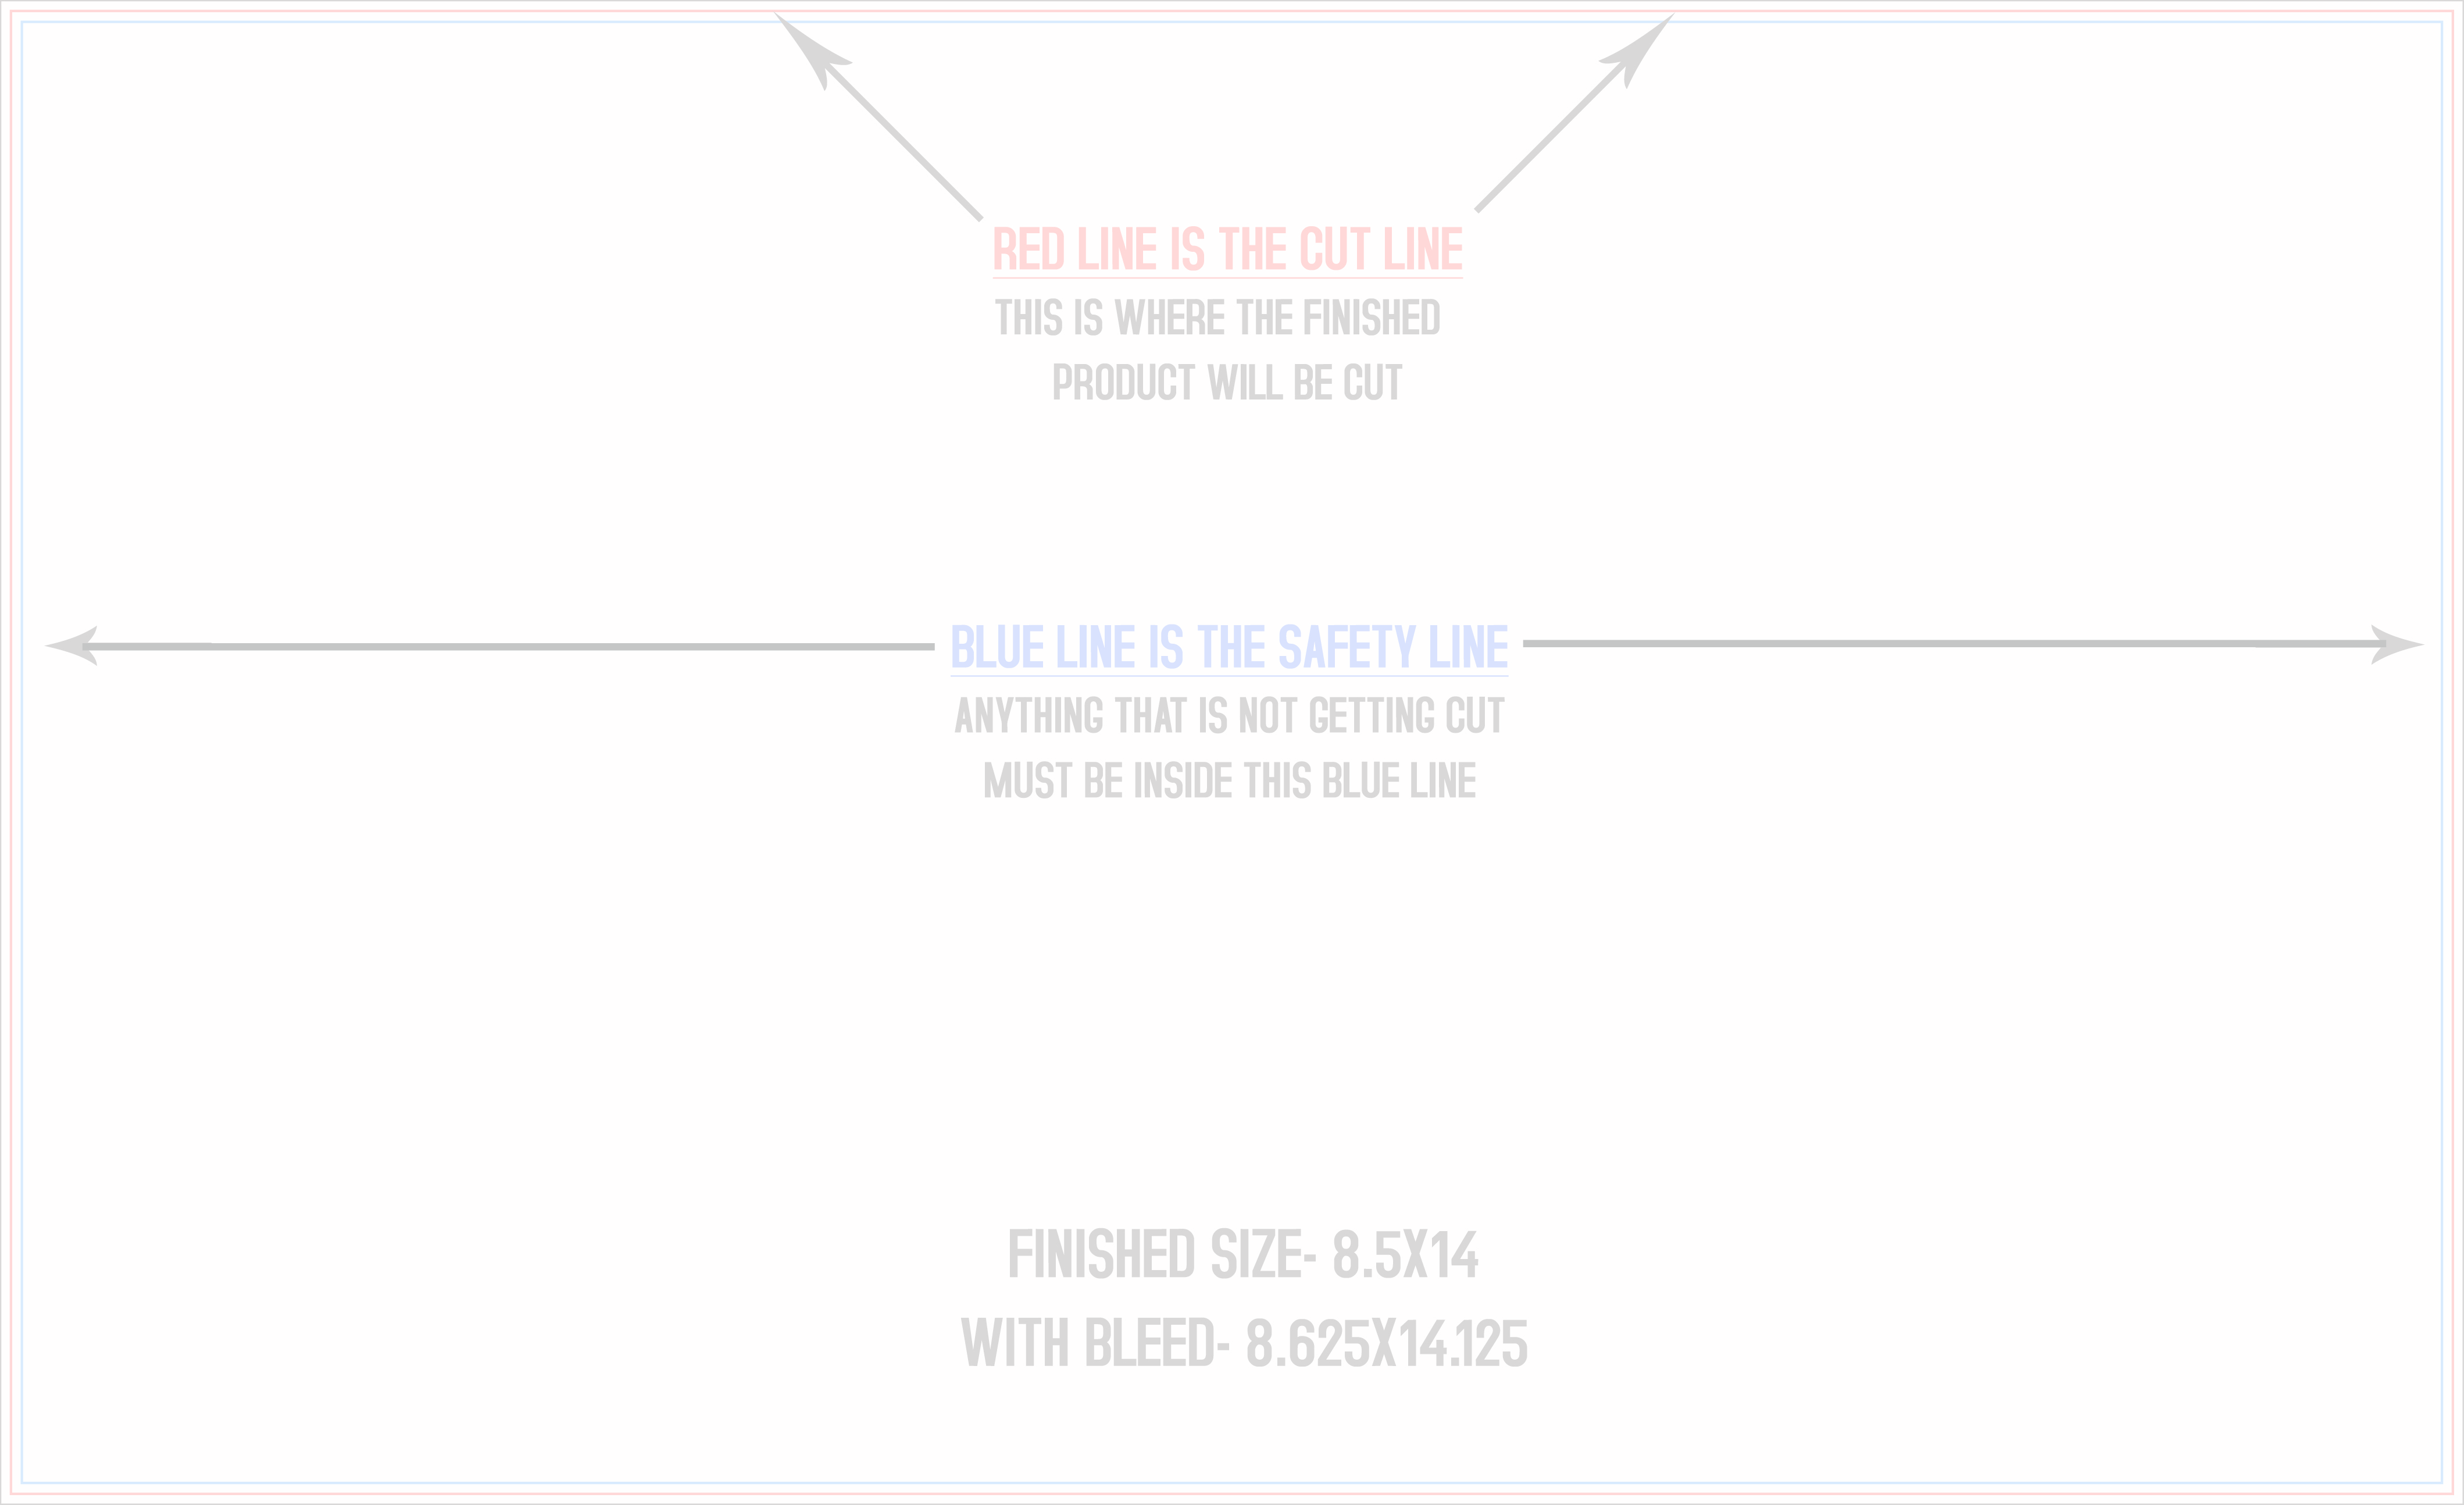 RED LINE IS THE CUT LINE
THIS IS WHERE THE FINISHED
PRODUCT WILL BE CUT
BLUE LINE IS THE SAFETY LINE
ANYTHING THAT IS NOT GETTING CUT
MUST BE INSIDE THIS BLUE LINE
FINISHED SIZE- 8.5X14
WITH BLEED- 8.625X14.125